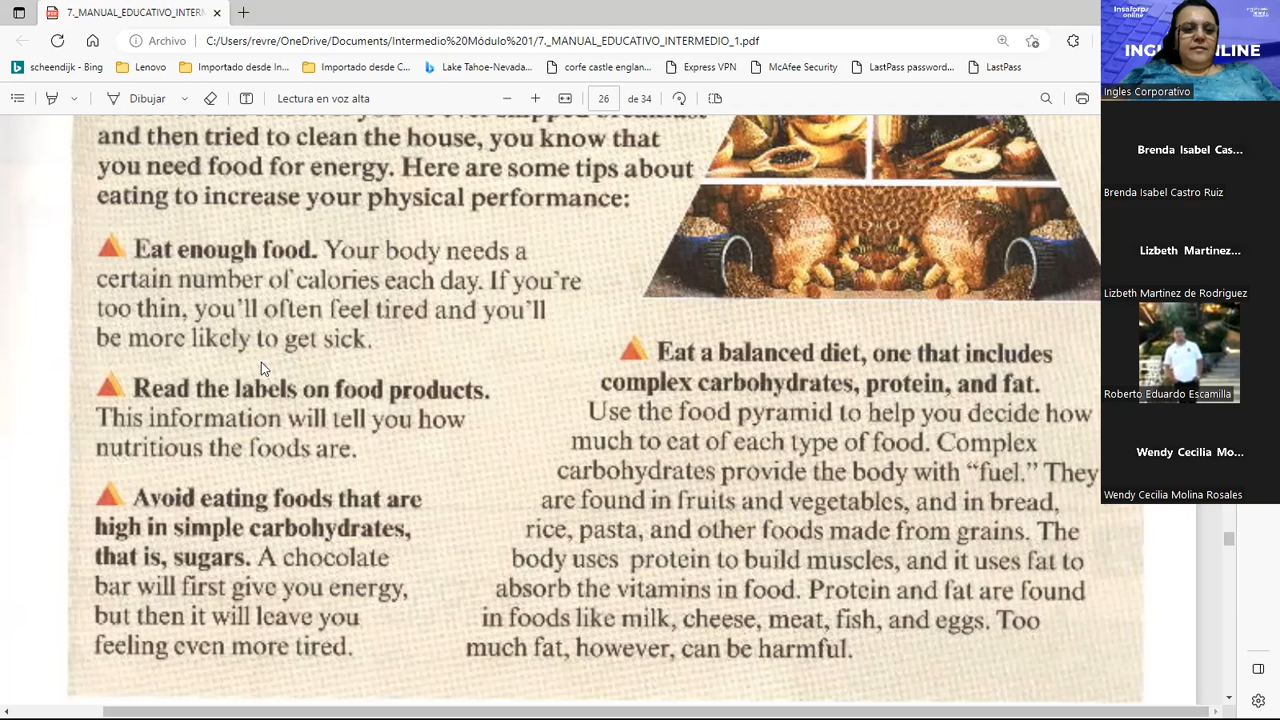 7._MANUAL_EDUCATIVO_INTERM
Archivo
C:/Users/revre/OneDrive/Documents/
7._MANUAL_EDUCATIVO_INTERMEDIO_1.pdf
scheendijk - Bing
Lenovo
Importado desde In...
Importado desde C...
corfe castle englan...
Express VPN
McAfee Security
LastPass password...
LastPass
Dibujar
Lectura en voz alta
26
de 34
and then tried to clean the house, you know that
you need food for energy. Here are some tips about
eating to increase your physical performance:
Eat enough food. Your body needs a
certain number of calories each day. If you're
too thin, you'll often feel tired and you'll
be more likely to get sick.
Read the labels on food products.
This information will tell you how
nutritious the foods are.
Avoid eating foods that are
high in simple carbohydrates,
that is, sugars. A chocolate
bar will first give you energy,
but then it will leave you
feeling even more tired.
Eat a balanced diet, one that includes
complex carbohydrates, protein, and fat.
Use the food pyramid to help you decide how
much to eat of each type of food. Complex
carbohydrates provide the body with "fuel." They
are found in fruits and vegetables, and in bread,
rice, pasta, and other foods made from grains. The
body uses protein to build muscles, and it uses fat to
absorb the vitamins in food. Protein and fat are found
in foods like milk, cheese, meat, fish, and eggs. Too
much fat, however, can be harmful.
Insaforp
online
Ingles Corporativo
Brenda Isabel Cas...
Brenda Isabel Castro Ruiz
Lizbeth Martinez...
Lizbeth Martinez de Rodriguez
Roberto Eduardo Escamilla
Wendy Cecilia Mo...
Wendy Cecilia Molina Rosales